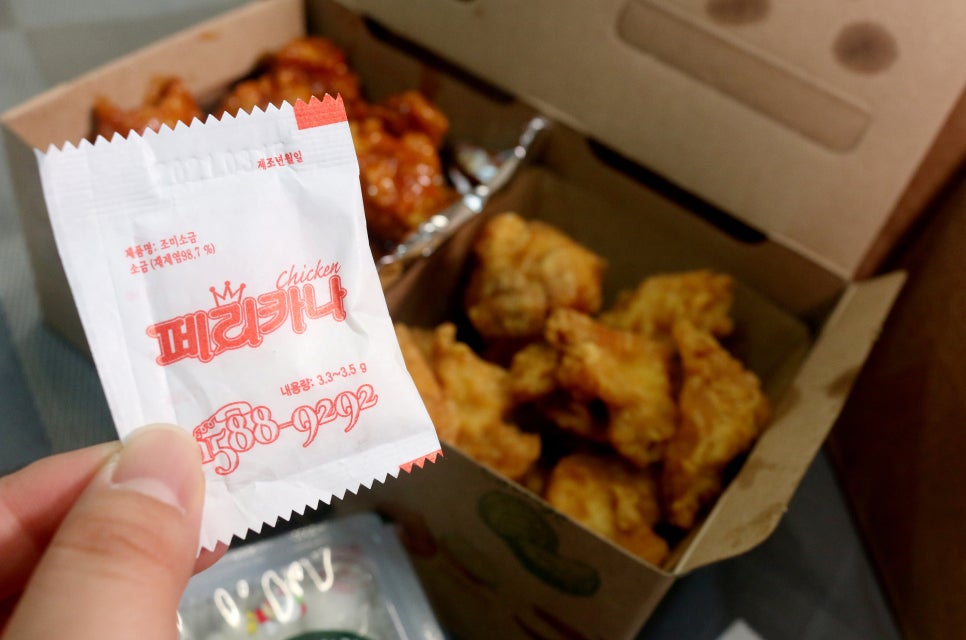 제조년월일
제품명: 조미소금
소금(재제염98.7%)
Chicken
페리카나
내용량: 3.3~3.5 g
1588-9292